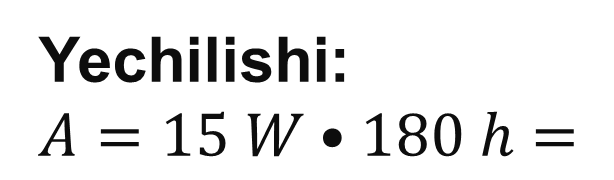 Yechilishi:
A = 15 W • 180 h =